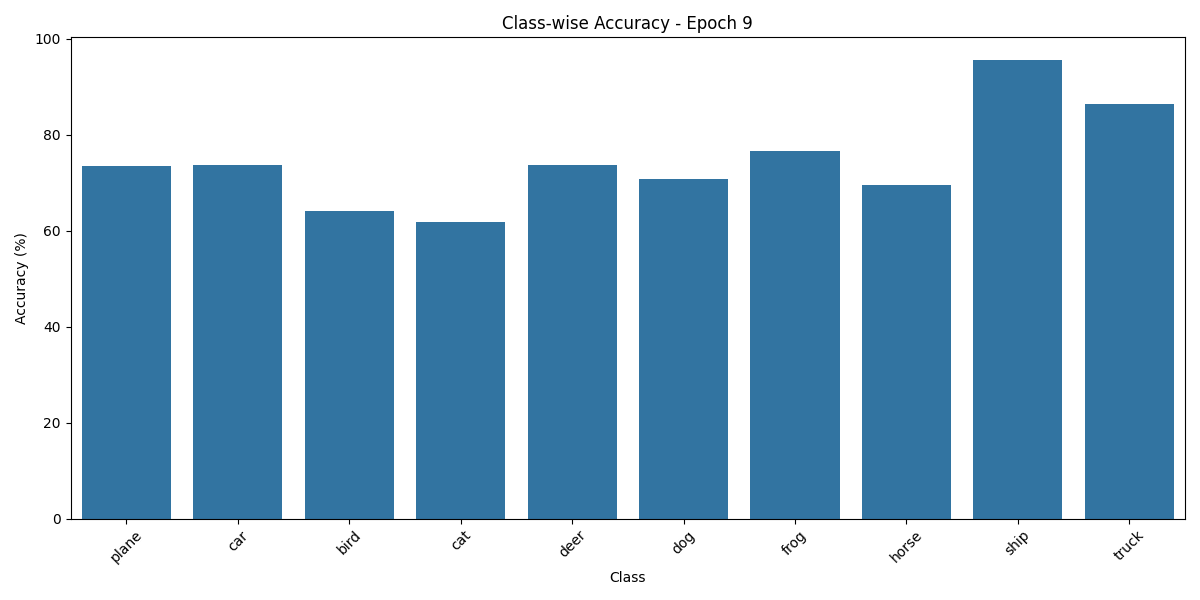 Class-wise Accuracy - Epoch 9
Accuracy (%)
100
80
60
40
20
0
plane car bird cat deer dog frog horse ship truck
Class